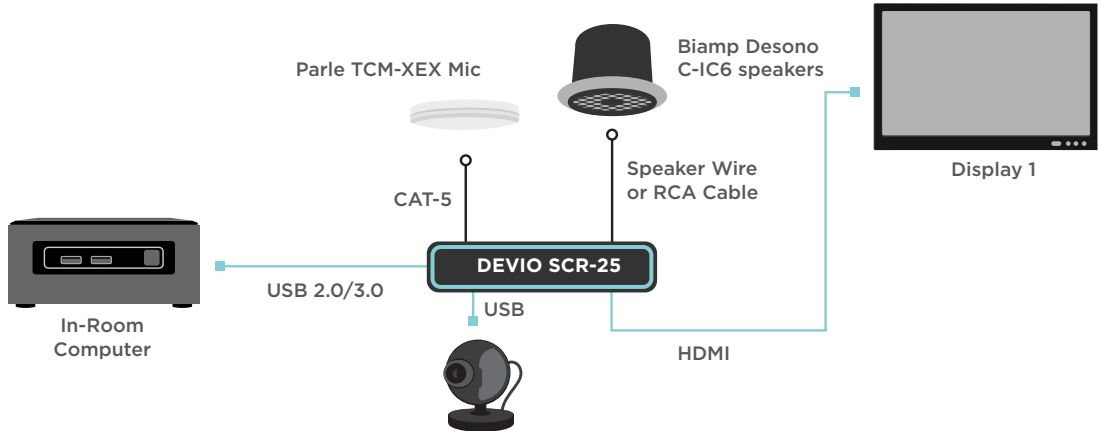 Parle TCM-XEX Mic
Biamp Desono
C-IC6 speakers
Display 1
CAT-5
Speaker Wire
or RCA Cable
DEVIO SCR-25
USB 2.0/3.0
USB
In-Room
Computer
HDMI